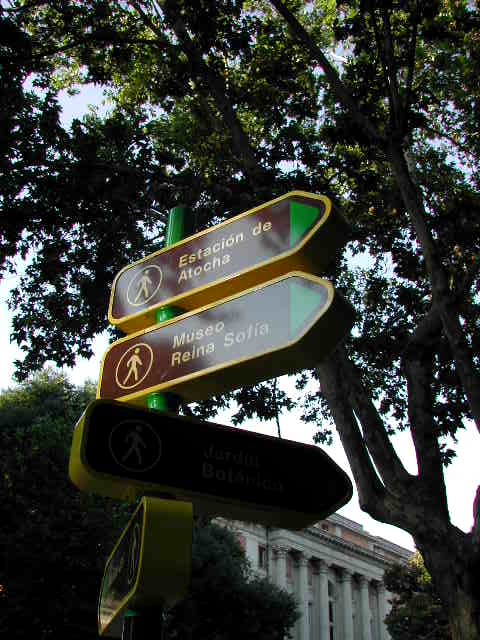 Estación de
Atocha
Museo
Reina Sofía
Jardín
Botánico